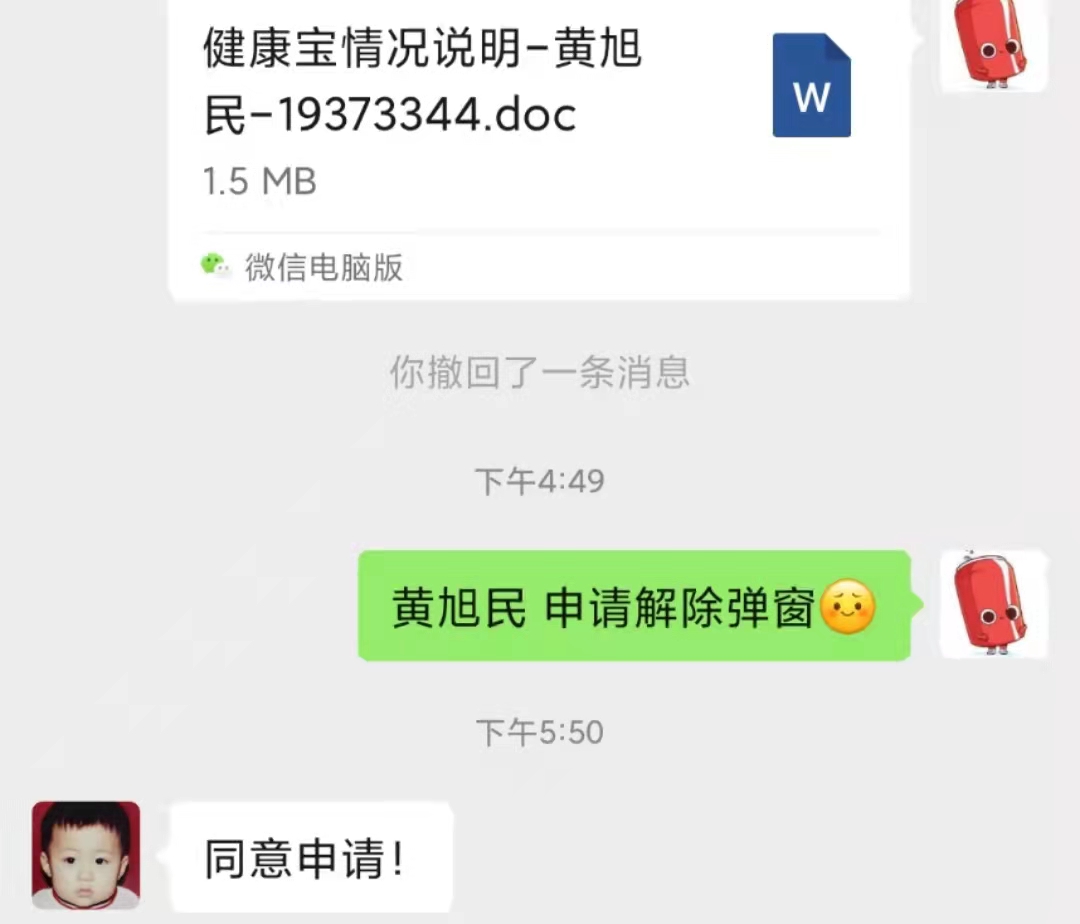 健康宝情况说明-黄旭
民-19373344.doc
W
1.5 MB
微信电脑版
你撤回了一条消息
下午4:49
黄旭民 申请解除弹窗🥹
下午5:50
同意申请！